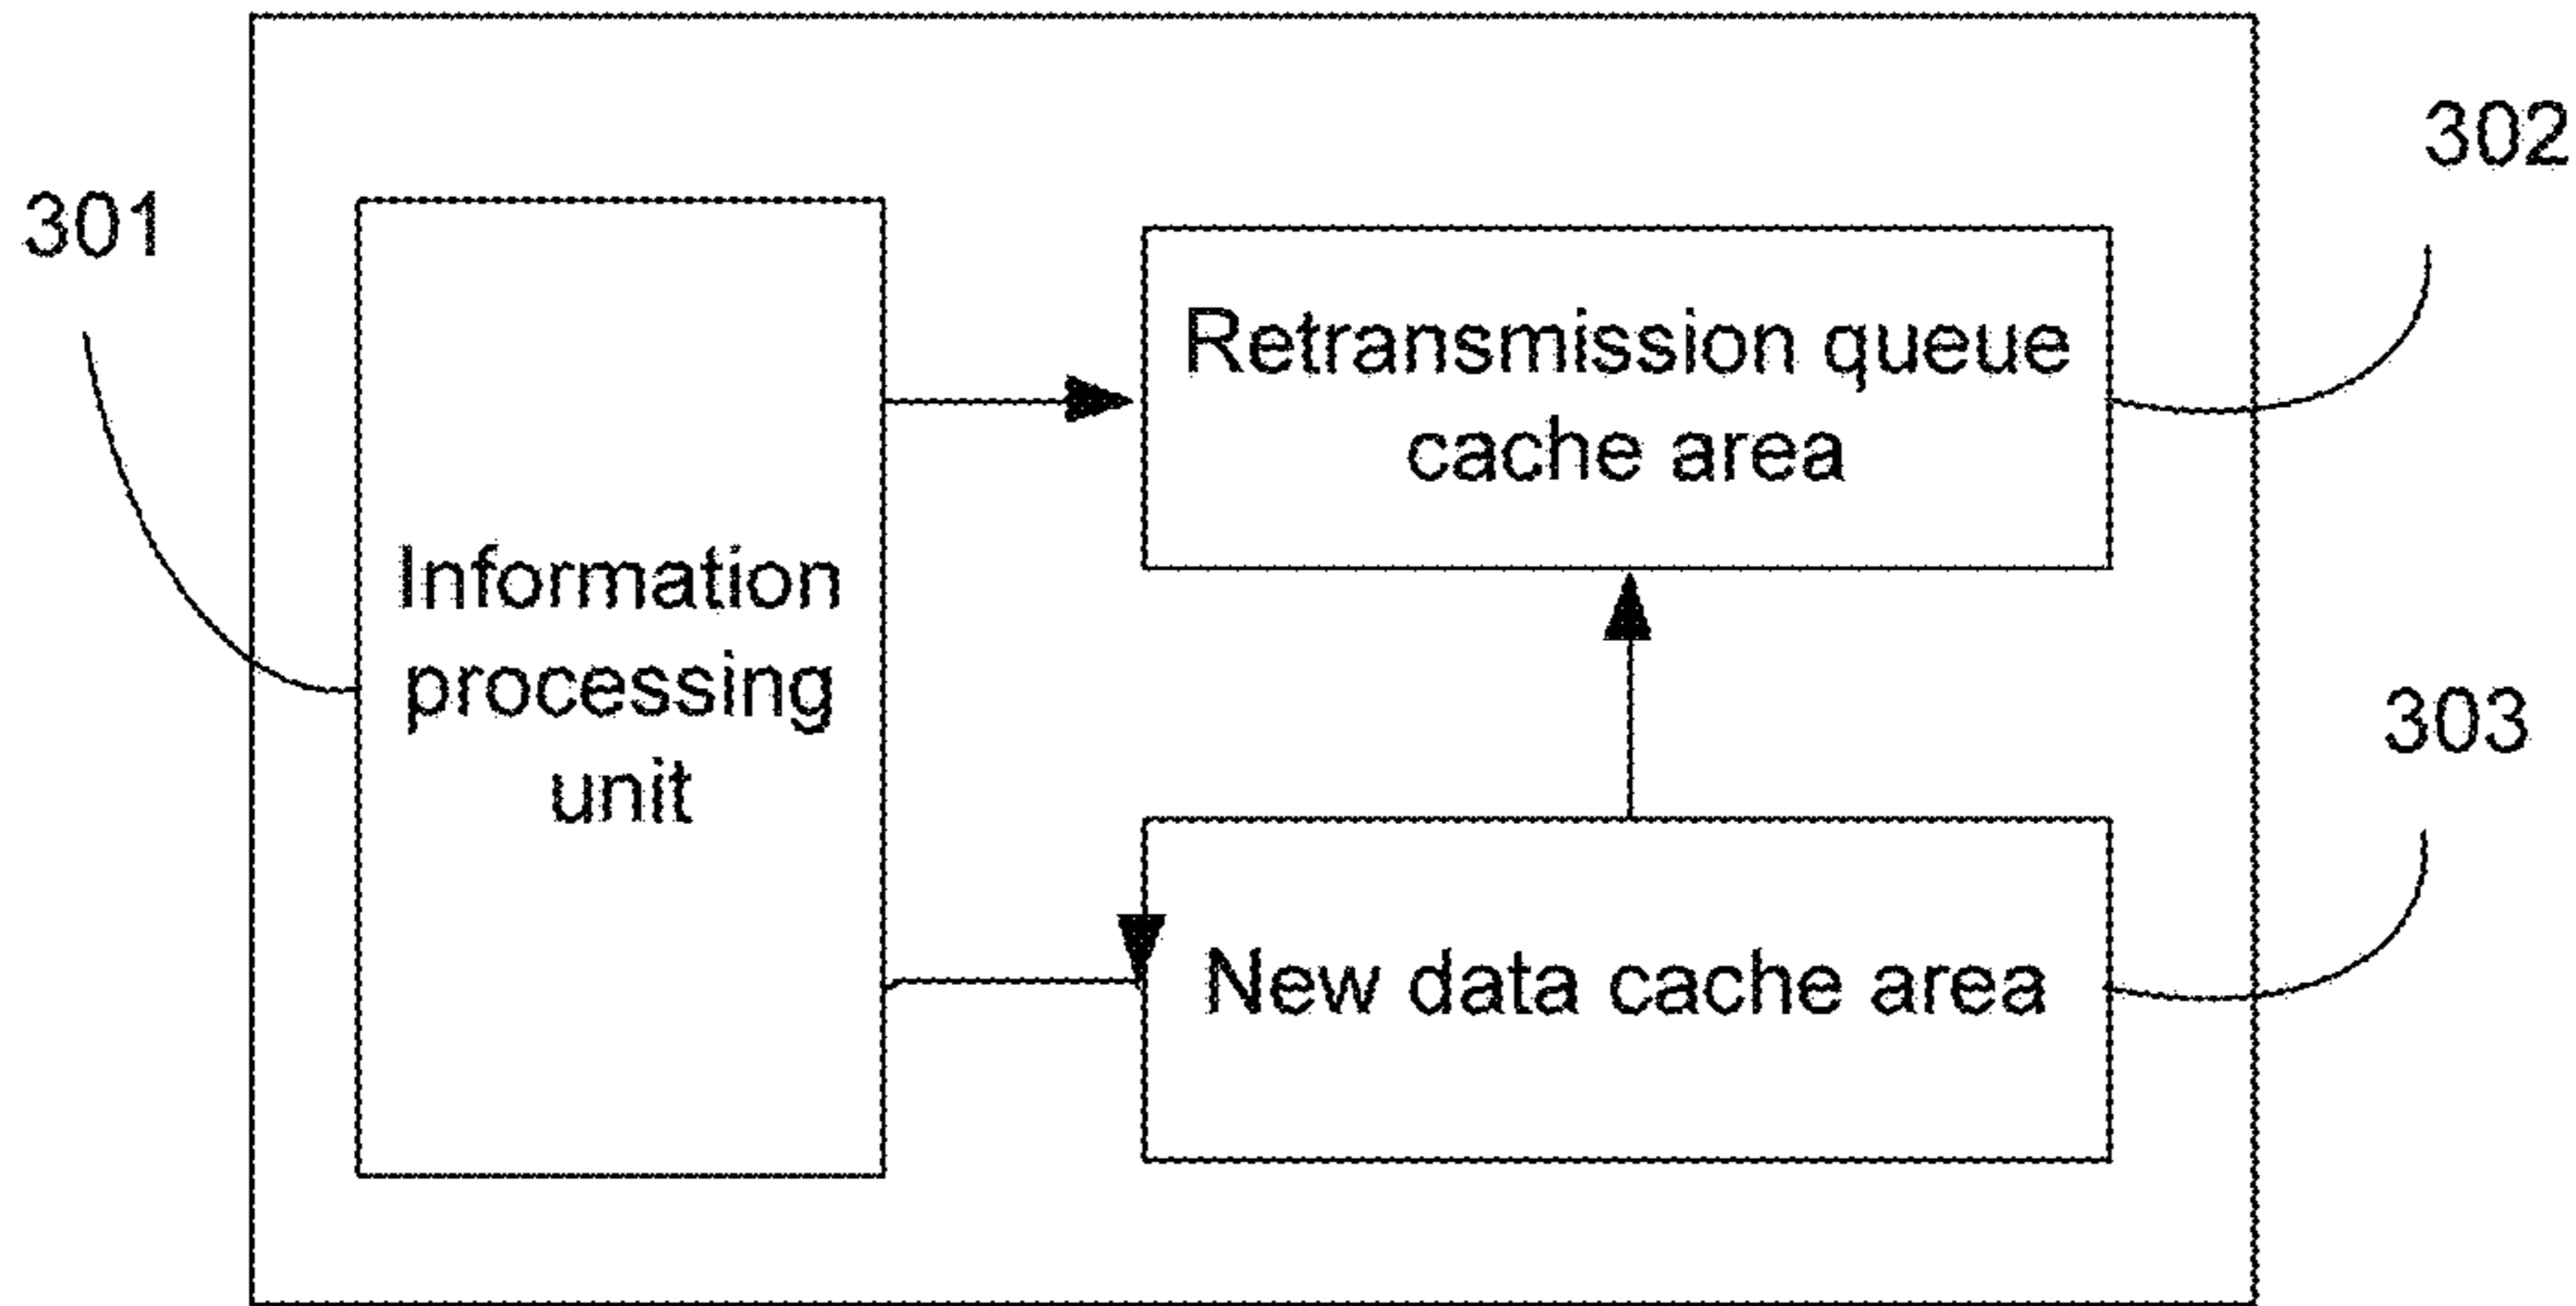 301
302
Retransmission queue
cache area
Information
processing
unit
303
New data cache area